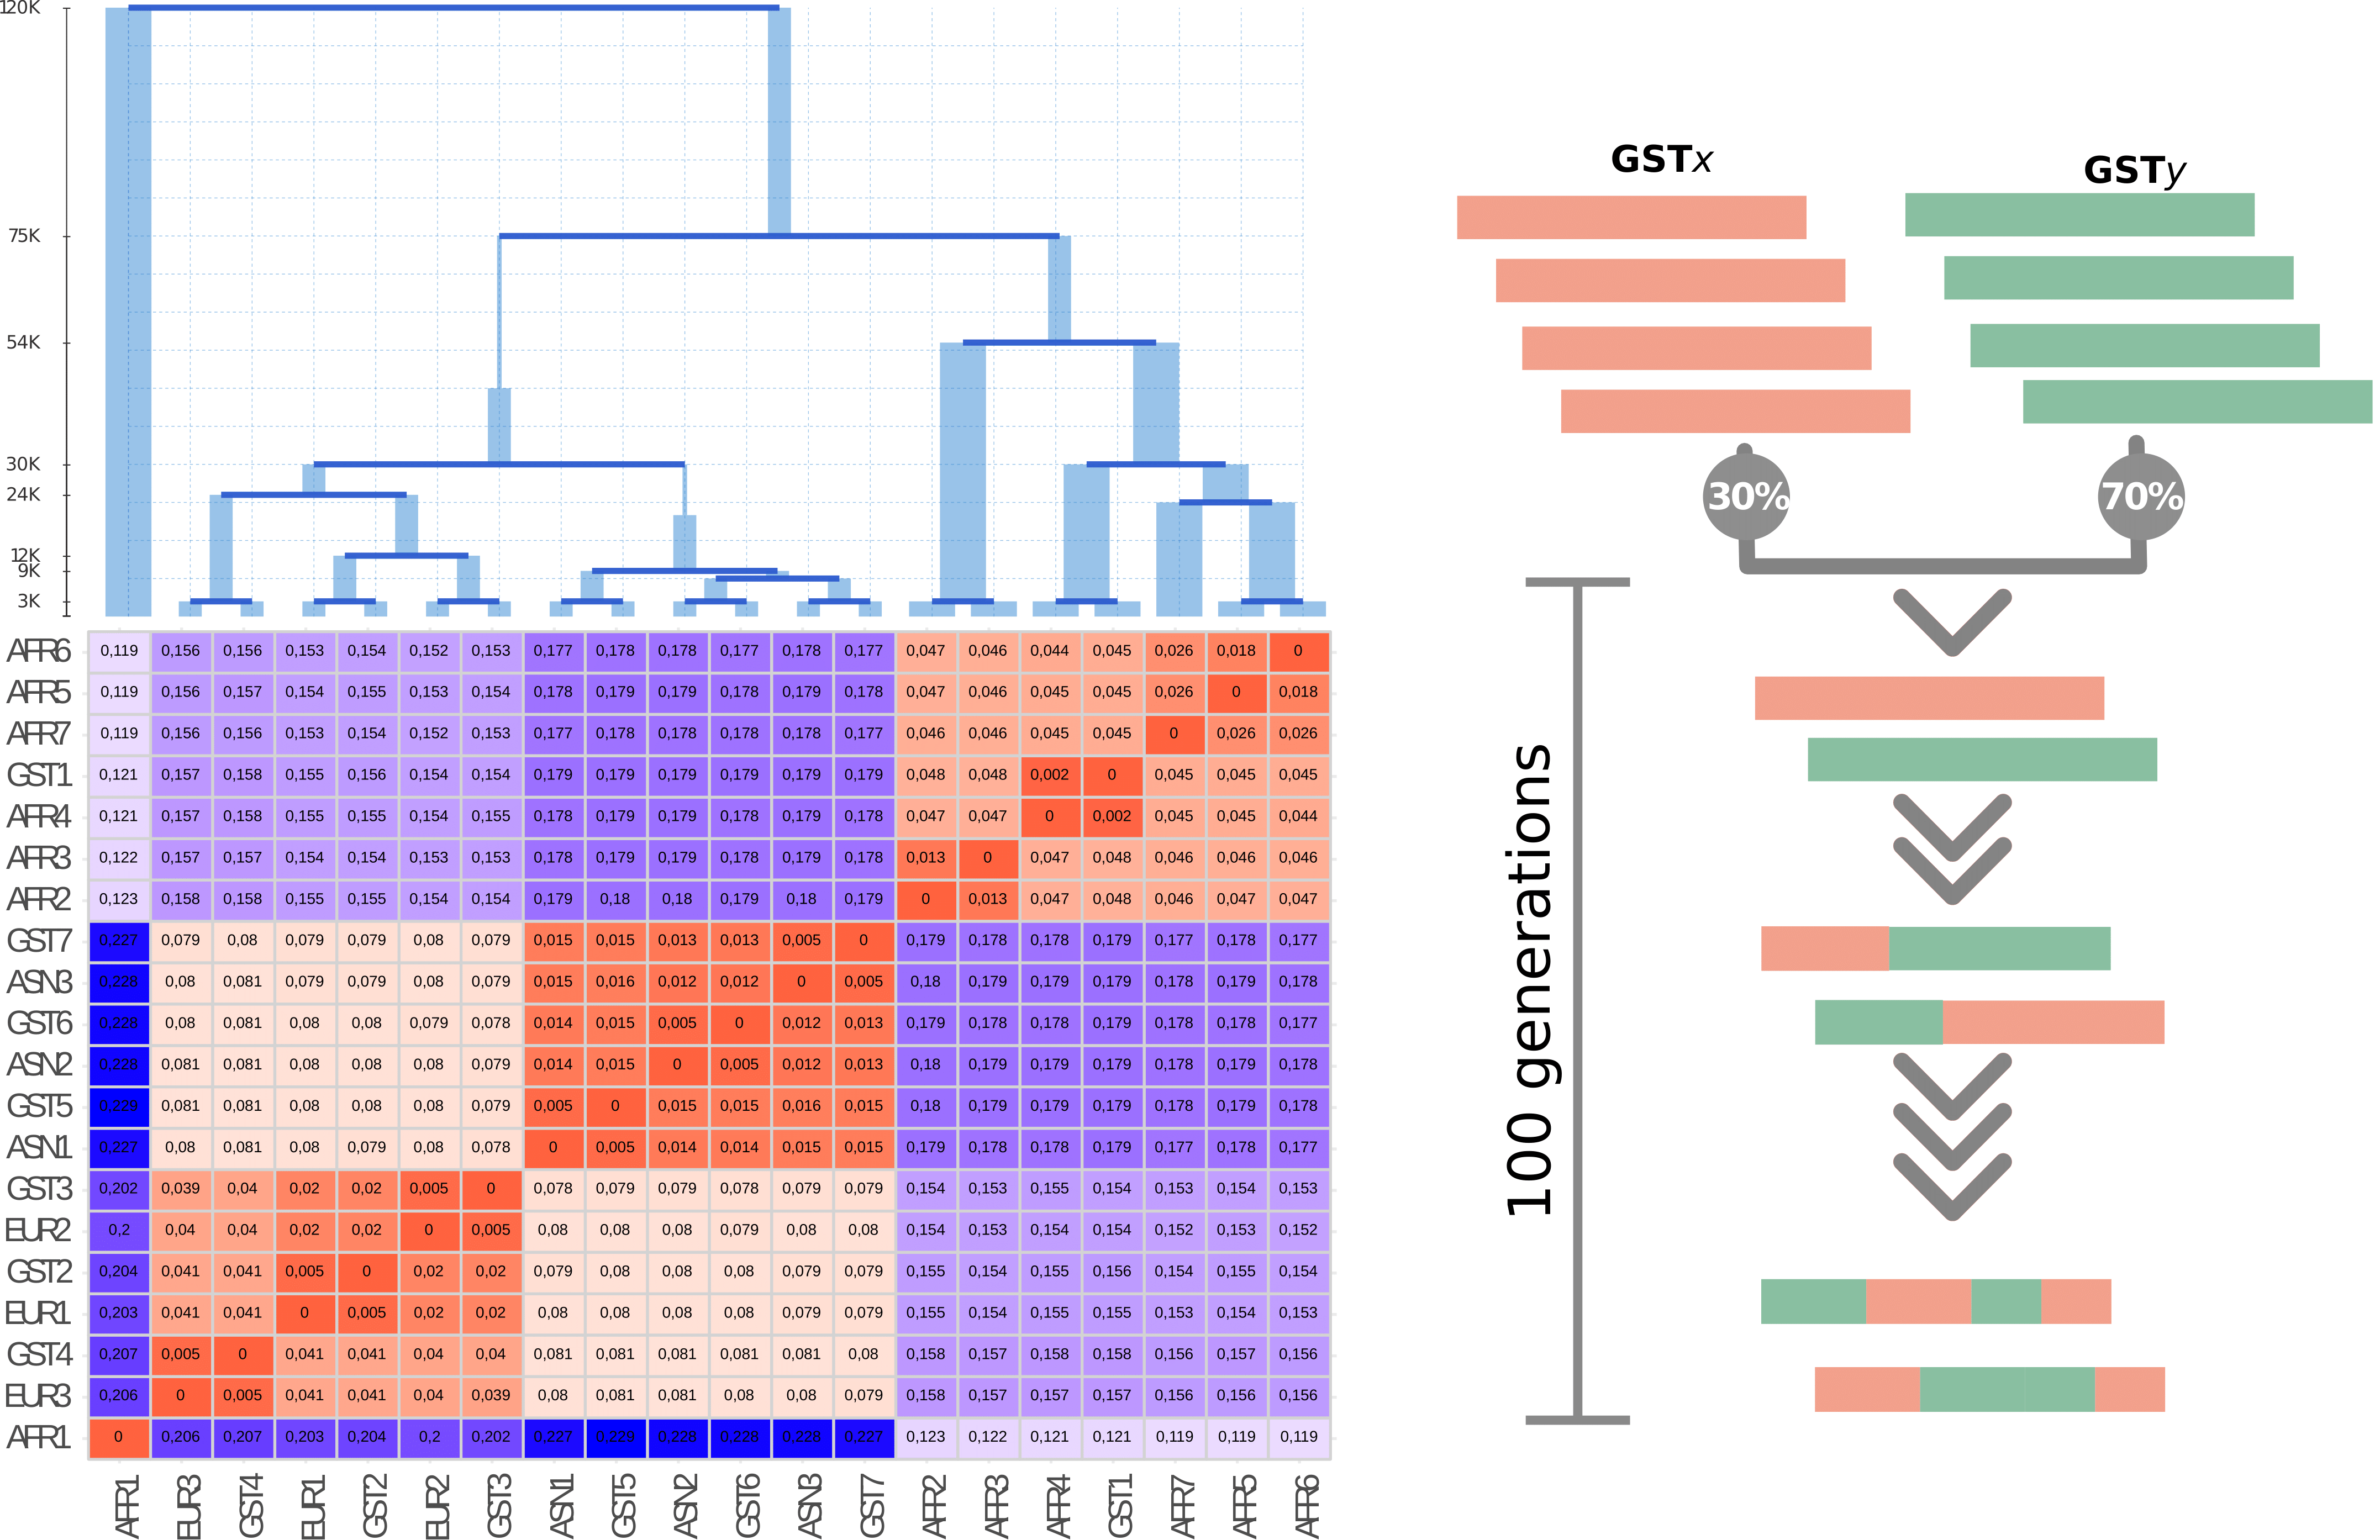 120K
75K
54K
30K
24K
12K
9K
3K
AFR6 0,119 0,156 0,156 0,153 0,154 0,152 0,153 0,177 0,178 0,178 0,177 0,178 0,177 0,047 0,046 0,044 0,045 0,026 0,018 0
AFR5 0,119 0,156 0,157 0,154 0,155 0,153 0,154 0,178 0,179 0,179 0,178 0,179 0,178 0,047 0,046 0,045 0,045 0,026 0 0,018
AFR7 0,119 0,156 0,156 0,153 0,154 0,152 0,153 0,177 0,178 0,178 0,178 0,178 0,177 0,046 0,046 0,045 0,045 0 0,026 0,026
GST1 0,121 0,157 0,158 0,155 0,156 0,154 0,154 0,179 0,179 0,179 0,179 0,179 0,179 0,048 0,048 0,002 0 0,045 0,045 0,045
AFR4 0,121 0,157 0,158 0,155 0,155 0,154 0,155 0,178 0,179 0,179 0,178 0,179 0,178 0,047 0,047 0 0,002 0,045 0,045 0,044
AFR3 0,122 0,157 0,157 0,154 0,154 0,153 0,153 0,178 0,179 0,179 0,178 0,179 0,178 0,013 0 0,047 0,048 0,046 0,046 0,046
AFR2 0,123 0,158 0,158 0,155 0,155 0,154 0,154 0,179 0,18 0,18 0,179 0,18 0,179 0 0,013 0,047 0,048 0,046 0,047 0,047
GST7 0,227 0,079 0,08 0,079 0,079 0,08 0,079 0,015 0,015 0,013 0,013 0,005 0 0,179 0,178 0,178 0,179 0,177 0,178 0,177
ASN3 0,228 0,08 0,081 0,079 0,079 0,08 0,079 0,015 0,016 0,012 0,012 0 0,005 0,18 0,179 0,179 0,179 0,178 0,179 0,178
GST6 0,228 0,08 0,081 0,08 0,08 0,079 0,078 0,014 0,015 0,005 0 0,012 0,013 0,179 0,178 0,178 0,179 0,178 0,178 0,177
ASN2 0,228 0,081 0,081 0,08 0,08 0,08 0,079 0,014 0,015 0 0,005 0,012 0,013 0,18 0,179 0,179 0,179 0,178 0,179 0,178
GST5 0,229 0,081 0,081 0,08 0,08 0,08 0,079 0,005 0 0,015 0,015 0,016 0,015 0,18 0,179 0,179 0,179 0,178 0,179 0,178
ASN1 0,227 0,08 0,081 0,08 0,079 0,08 0,078 0 0,005 0,014 0,014 0,015 0,015 0,179 0,178 0,178 0,179 0,177 0,178 0,177
GST3 0,202 0,039 0,04 0,02 0,02 0,005 0 0,078 0,079 0,079 0,078 0,079 0,079 0,154 0,153 0,155 0,154 0,153 0,154 0,153
EUR2 0,2 0,04 0,04 0,02 0,02 0 0,005 0,08 0,08 0,08 0,079 0,08 0,08 0,154 0,153 0,154 0,154 0,152 0,153 0,152
GST2 0,204 0,041 0,041 0,005 0 0,02 0,02 0,079 0,08 0,08 0,08 0,079 0,079 0,155 0,154 0,155 0,156 0,154 0,155 0,154
EUR1 0,203 0,041 0,041 0 0,005 0,02 0,02 0,08 0,08 0,08 0,08 0,079 0,079 0,155 0,154 0,155 0,155 0,153 0,154 0,153
GST4 0,207 0,005 0 0,041 0,041 0,04 0,04 0,081 0,081 0,081 0,081 0,081 0,08 0,158 0,157 0,158 0,158 0,156 0,157 0,156
EUR3 0,206 0 0,005 0,041 0,041 0,04 0,039 0,08 0,081 0,081 0,08 0,08 0,079 0,158 0,157 0,157 0,157 0,156 0,156 0,156
AFR1 0 0,206 0,207 0,203 0,204 0,2 0,202 0,227 0,229 0,228 0,228 0,228 0,227 0,123 0,122 0,121 0,121 0,119 0,119 0,119
AFR1 EUR3 GST4 EUR1 GST2 EUR2 GST3 ASN1 GST5 ASN2 GST6 ASN3 GST7 AFR2 AFR3 AFR4 GST1 AFR7 AFR5 AFR6
GSTx
GSTy
30%
70%
100 generations